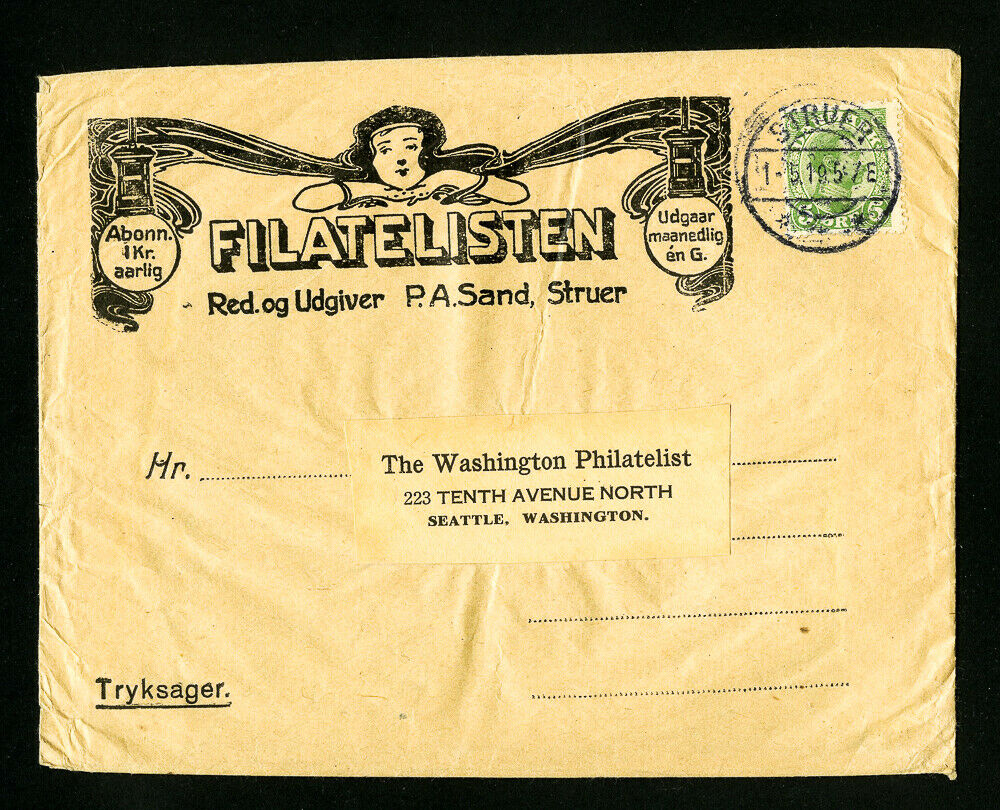 Abonn.
1 Kr.
aarlig
FILATELISTEN
Udgaar
maanedlig
én G.
Red. og Udgiver P. A. Sand, Struer
STRUER
5 ØRE 5
Hr.
The Washington Philatelist
223 TENTH AVENUE NORTH
SEATTLE, WASHINGTON.
Tryksager.